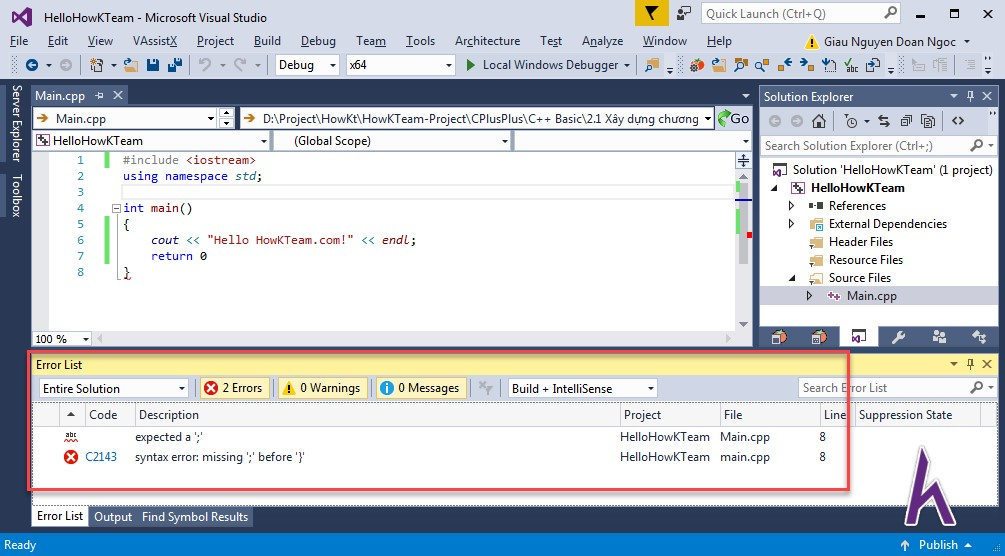 HelloHowKTeam - Microsoft Visual Studio
Quick Launch (Ctrl+Q)
File Edit View VAssistX Project Build Debug Team Tools Architecture Test Analyze Window Help Giau Nguyen Doan Ngoc
Debug x64 Local Windows Debugger
Server Explorer
Toolbox
Main.cpp
Main.cpp D:\Project\HowKt\HowKTeam-Project\CPlusPlus\C++ Basic\2.1 Xây dựng chương Go
HelloHowKTeam (Global Scope)
1 #include <iostream>
2 using namespace std;
3
4 int main()
5 {
6 cout << "Hello HowKTeam.com!" << endl;
7 return 0
8 }
100 %
Solution Explorer
Search Solution Explorer (Ctrl+;)
Solution 'HelloHowKTeam' (1 project)
HelloHowKTeam
References
External Dependencies
Header Files
Resource Files
Source Files
Main.cpp
Error List
Entire Solution 2 Errors 0 Warnings 0 Messages Build + IntelliSense Search Error List
Code Description Project File Line Suppression State
abc expected a ';' HelloHowKTeam Main.cpp 8
C2143 syntax error: missing ';' before '}' HelloHowKTeam main.cpp 8
Error List Output Find Symbol Results
Ready Publish